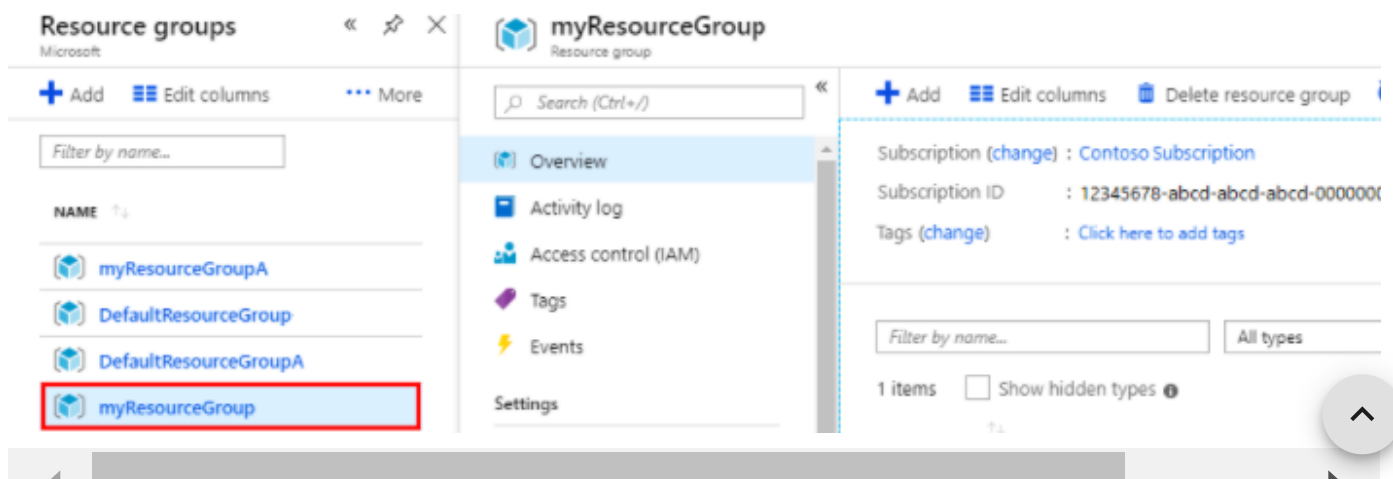 Resource groups
Microsoft
Add Edit columns More
Filter by name...
NAME
myResourceGroupA
DefaultResourceGroup
DefaultResourceGroupA
myResourceGroup
myResourceGroup
Resource group
Search (Ctrl+/)
Overview
Activity log
Access control (IAM)
Tags
Events
Settings
Add Edit columns Delete resource group
Subscription (change) : Contoso Subscription
Subscription ID : 12345678-abcd-abcd-abcd-0000000
Tags (change) : Click here to add tags
Filter by name... All types
1 items Show hidden types